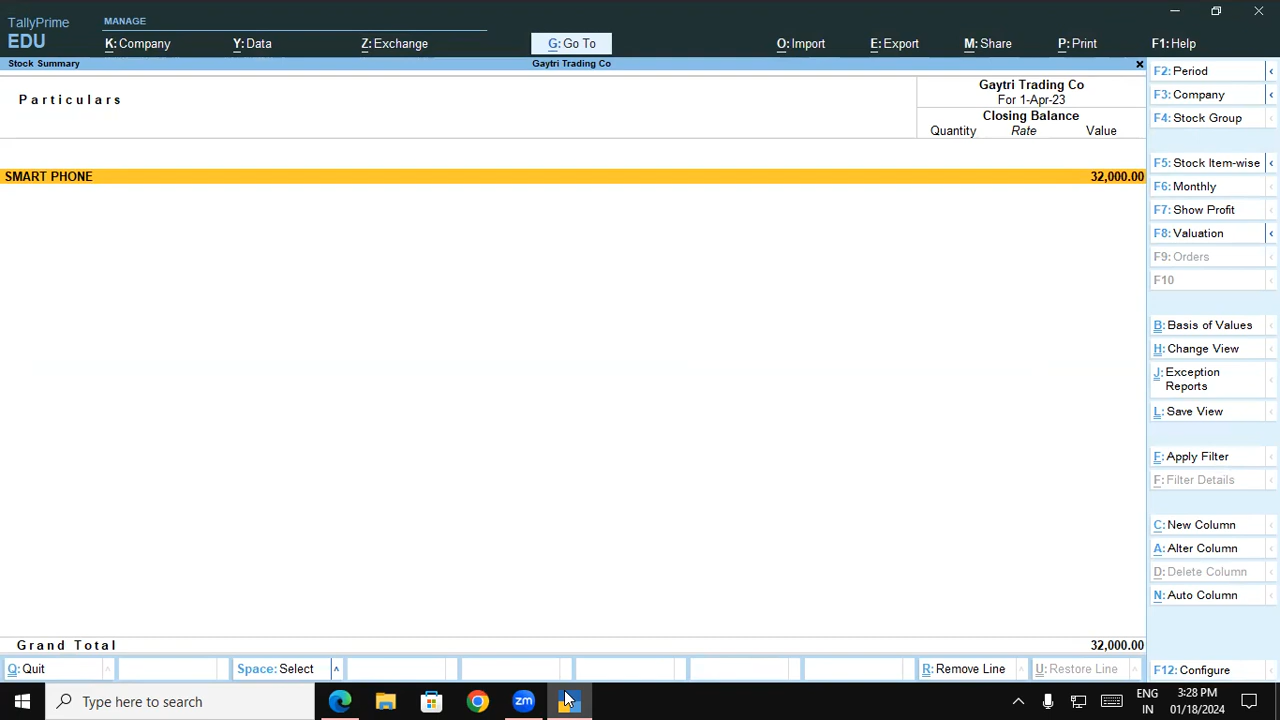 TallyPrime
EDU
MANAGE
K: Company
Y: Data
Z: Exchange
G: Go To
O: Import
E: Export
M: Share
P: Print
F1: Help
Stock Summary
Gaytri Trading Co
Particulars
Gaytri Trading Co
For 1-Apr-23
Closing Balance
Quantity Rate Value
SMART PHONE 32,000.00
Grand Total 32,000.00
F2: Period
F3: Company
F4: Stock Group
F5: Stock Item-wise
F6: Monthly
F7: Show Profit
F8: Valuation
F9: Orders
F10
B: Basis of Values
H: Change View
J: Exception
Reports
L: Save View
F: Apply Filter
F: Filter Details
C: New Column
A: Alter Column
D: Delete Column
N: Auto Column
Q: Quit
Space: Select
R: Remove Line
U: Restore Line
F12: Configure
Type here to search
zm
ENG
IN
3:28 PM
01/18/2024